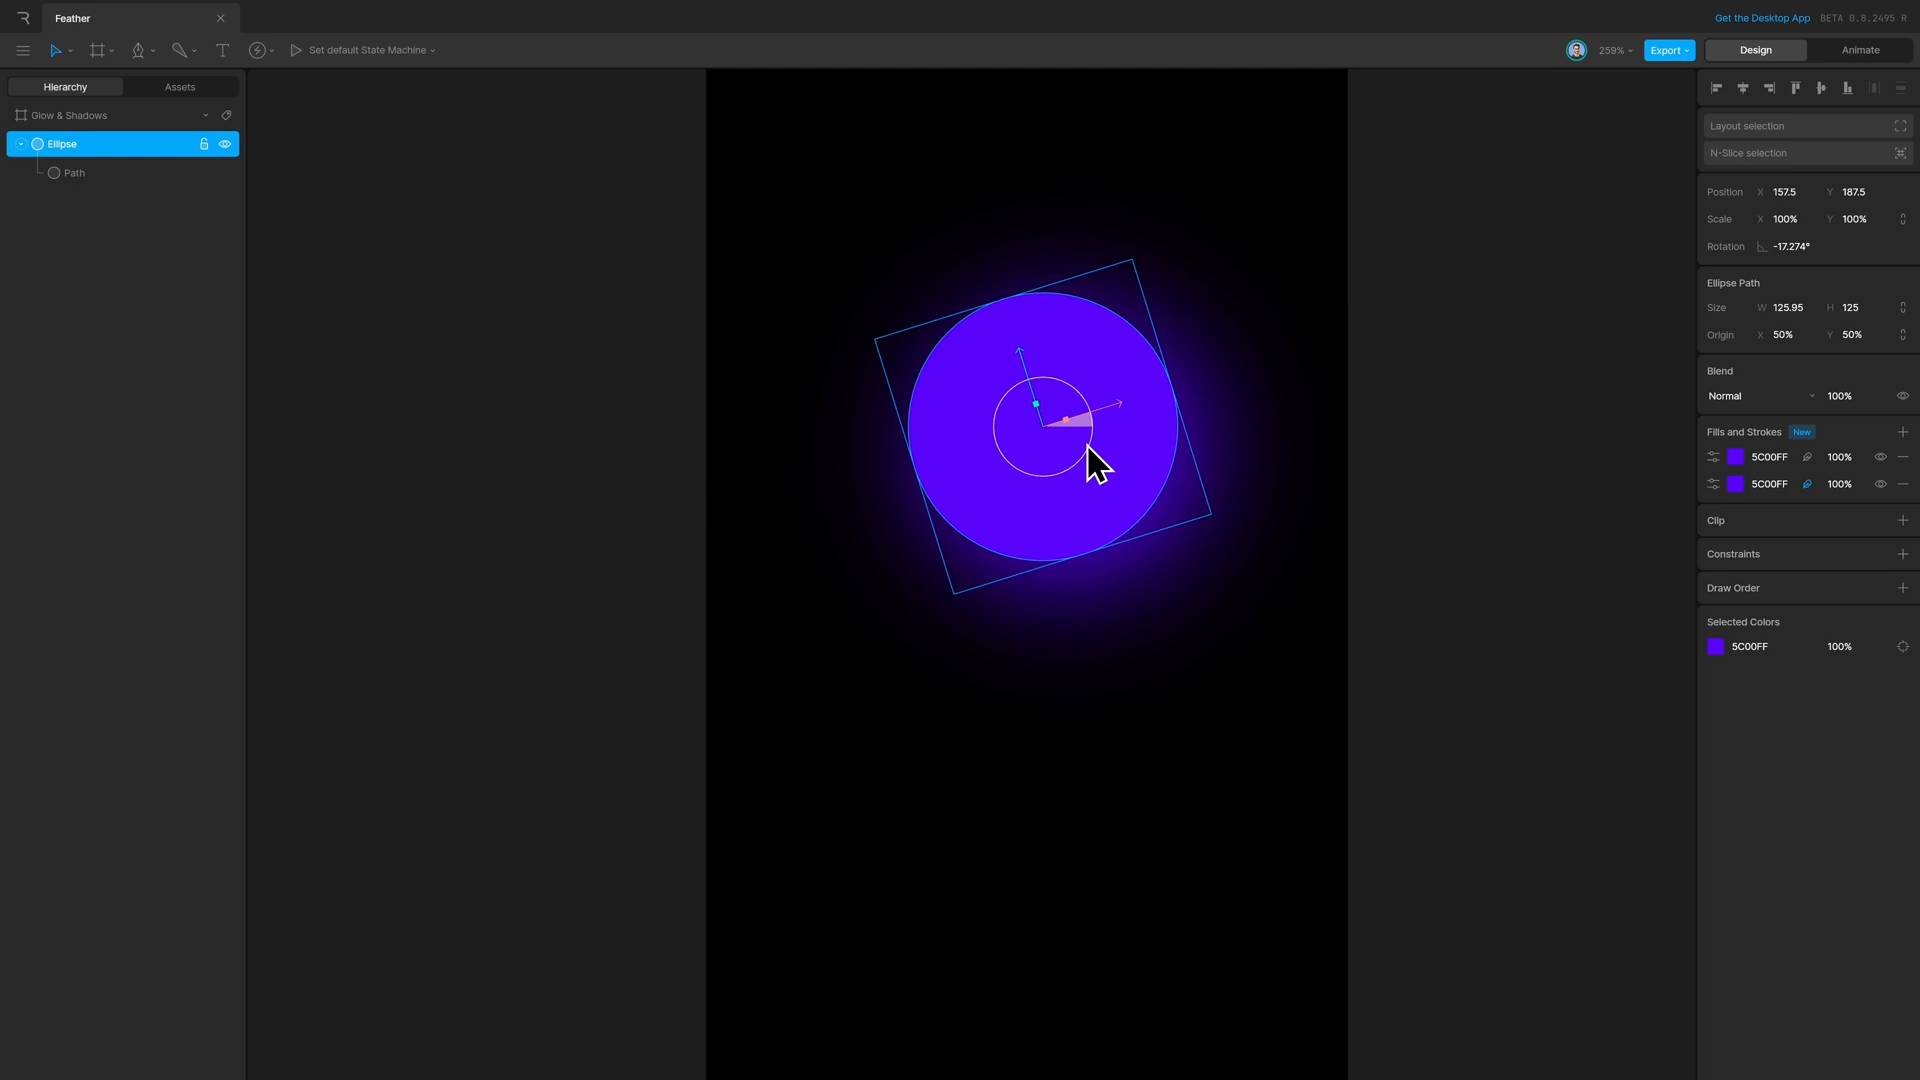 Feather
Get the Desktop App BETA 0.8.2495 R
Set default State Machine
259% Export Design Animate
Hierarchy Assets
Glow & Shadows
Ellipse
Path
Layout selection
N-Slice selection
Position X 157.5 Y 187.5
Scale X 100% Y 100%
Rotation -17.274°
Ellipse Path
Size W 125.95 H 125
Origin X 50% Y 50%
Blend
Normal 100%
Fills and Strokes New
5C00FF 100%
5C00FF 100%
Clip
Constraints
Draw Order
Selected Colors
5C00FF 100%